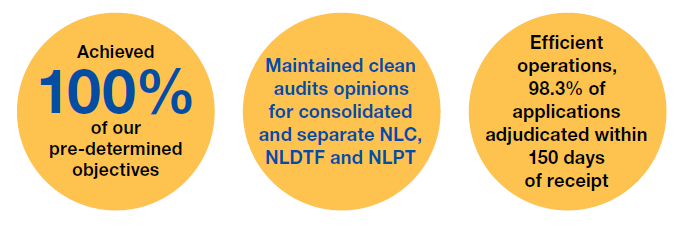 Achieved
100%
of our
pre-determined
objectives
Maintained clean
audits opinions
for consolidated
and separate NLC,
NLDTF and NLPT
Efficient
operations,
98.3% of
applications
adjudicated within
150 days
of receipt